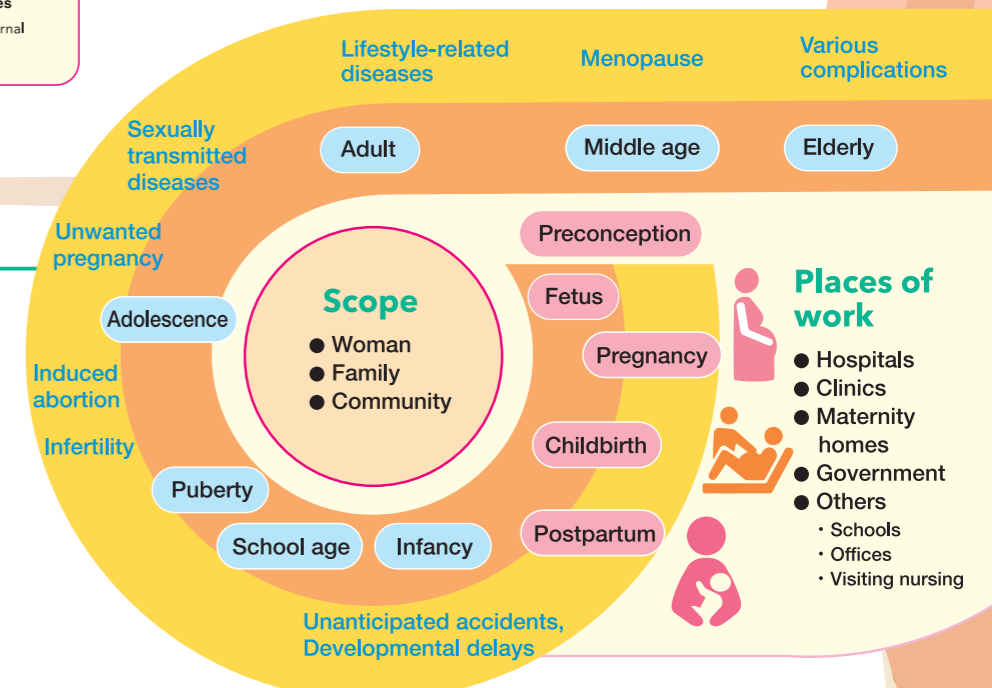 es
rnal
Lifestyle-related
diseases
Menopause
Various
complications
Sexually
transmitted
diseases
Adult
Middle age
Elderly
Unwanted
pregnancy
Preconception
Adolescence
Scope
● Woman
● Family
● Community
Fetus
Pregnancy
Places of
work
● Hospitals
● Clinics
● Maternity
homes
● Government
● Others
・Schools
・Offices
・Visiting nursing
Induced
abortion
Infertility
Childbirth
Puberty
School age
Infancy
Postpartum
Unanticipated accidents,
Developmental delays